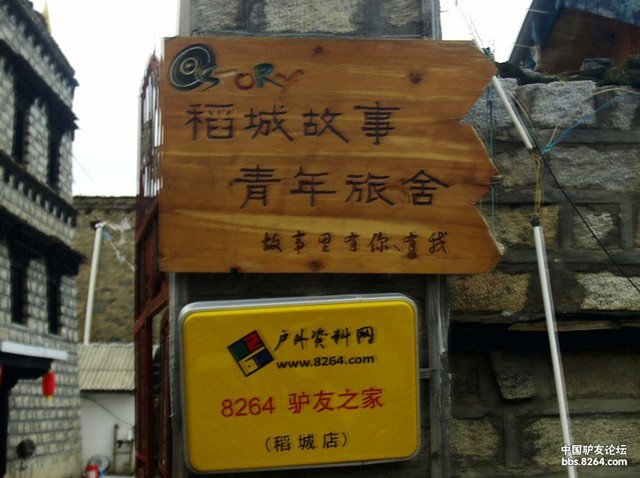 @STORY
稻城故事
青年旅舍
故事里有你、有我
户外资料网
www.8264.com
8264 驴友之家
(稻城店)
中国驴友论坛
bbs.8264.com